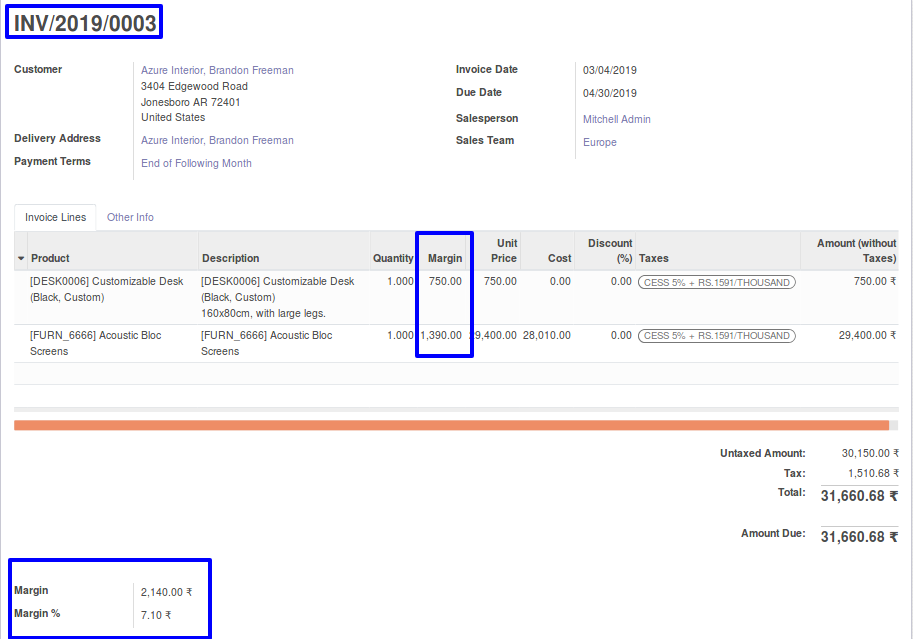 INV/2019/0003
Customer
Azure Interior, Brandon Freeman
3404 Edgewood Road
Jonesboro AR 72401
United States
Delivery Address
Azure Interior, Brandon Freeman
Payment Terms
End of Following Month
Invoice Date
03/04/2019
Due Date
04/30/2019
Salesperson
Mitchell Admin
Sales Team
Europe
Invoice Lines
Other Info
Product
Description
Quantity
Margin
Unit
Price
Cost
Discount
(%)
Taxes
Amount (without
Taxes)
[DESK0006] Customizable Desk
(Black, Custom)
[DESK0006] Customizable Desk
(Black, Custom)
160x80cm, with large legs.
1.000
750.00
750.00
0.00
0.00
CESS 5% + RS.1591/THOUSAND
750.00 ₹
[FURN_6666] Acoustic Bloc
Screens
[FURN_6666] Acoustic Bloc
Screens
1.000
1,390.00
29,400.00
28,010.00
0.00
CESS 5% + RS.1591/THOUSAND
29,400.00 ₹
Untaxed Amount: 30,150.00 ₹
Tax: 1,510.68 ₹
Total: 31,660.68 ₹
Amount Due: 31,660.68 ₹
Margin 2,140.00 ₹
Margin % 7.10 ₹